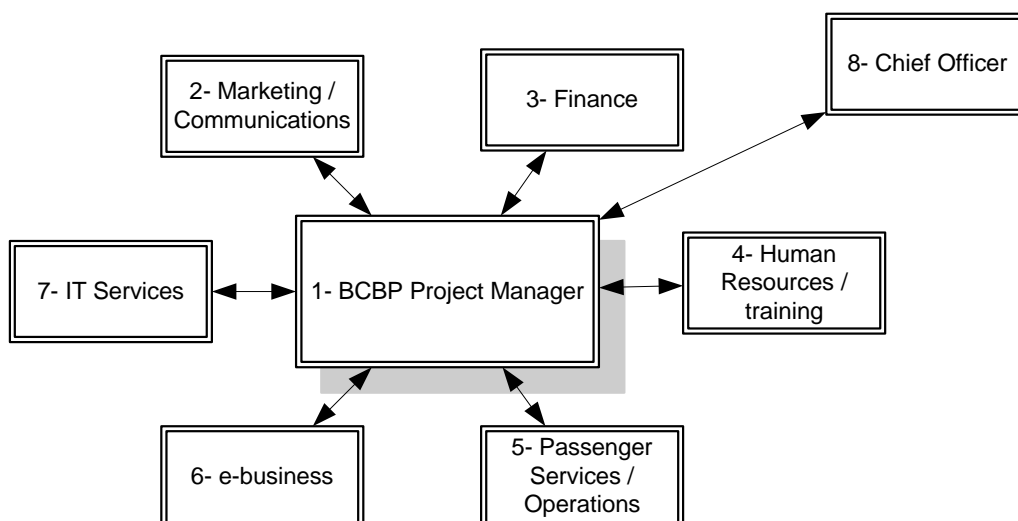 2- Marketing /
Communications
3- Finance
8- Chief Officer
7- IT Services
1- BCBP Project Manager
4- Human
Resources /
training
6- e-business
5- Passenger
Services /
Operations